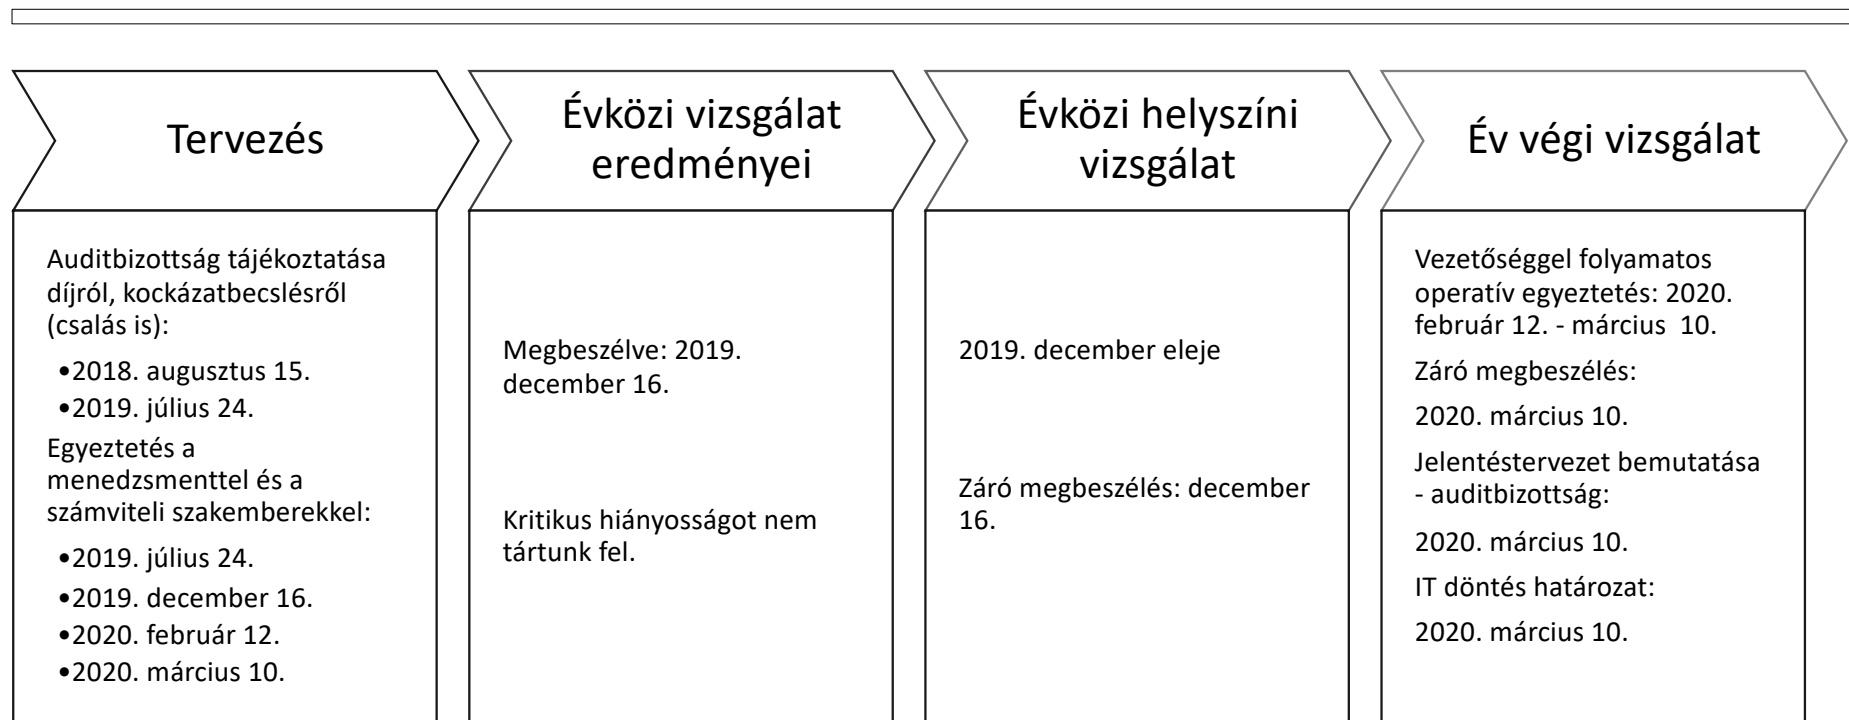 Tervezés
Auditbizottság tájékoztatása
díjról, kockázatbecslésről
(csalás is):
•2018. augusztus 15.
•2019. július 24.
Egyeztetés a
menedzsmenttel és a
számviteli szakemberekkel:
•2019. július 24.
•2019. december 16.
•2020. február 12.
•2020. március 10.
Évközi vizsgálat
eredményei
Megbeszélve: 2019.
december 16.
Kritikus hiányosságot nem
tártunk fel.
Évközi helyszíni
vizsgálat
2019. december eleje
Záró megbeszélés: december
16.
Év végi vizsgálat
Vezetőséggel folyamatos
operatív egyeztetés: 2020.
február 12. - március  10.
Záró megbeszélés:
2020. március 10.
Jelentéstervezet bemutatása
- auditbizottság:
2020. március 10.
IT döntés határozat:
2020. március 10.